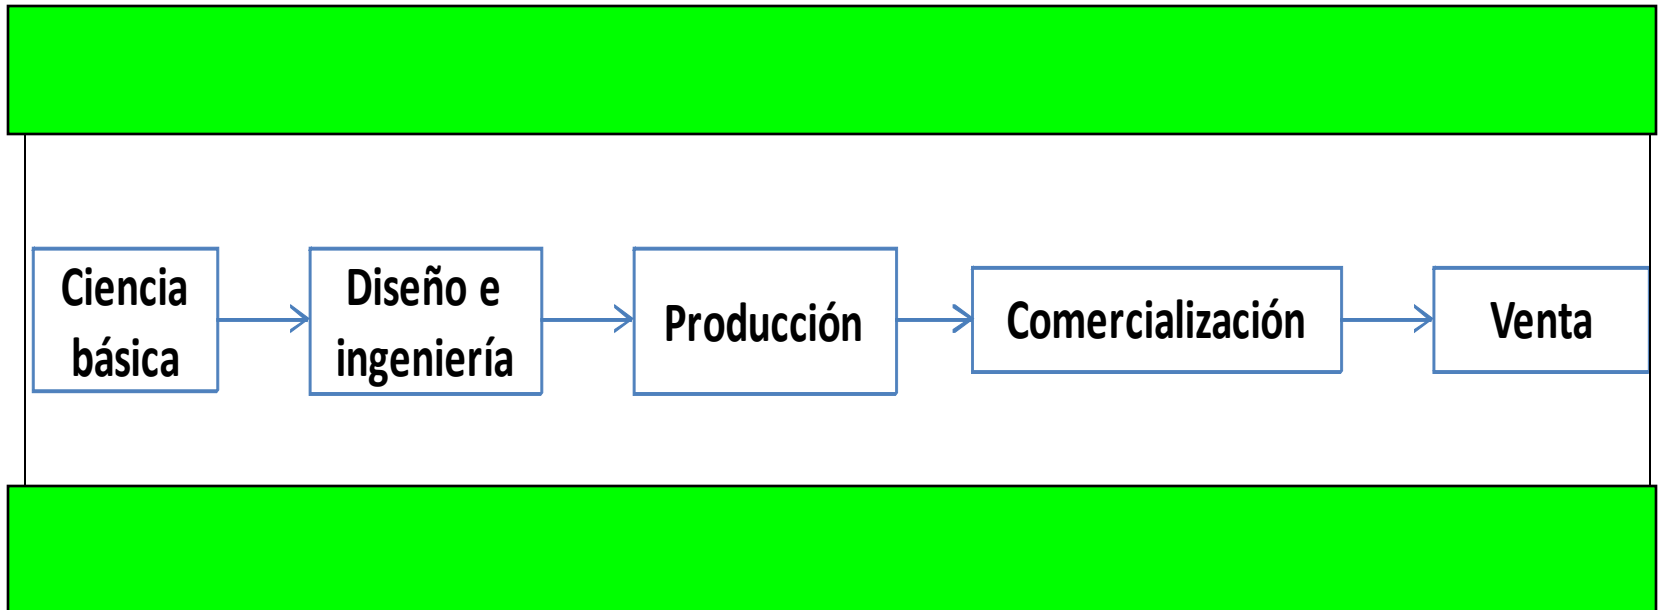 Ciencia
básica
Diseño e
ingeniería
Producción
Comercialización
Venta